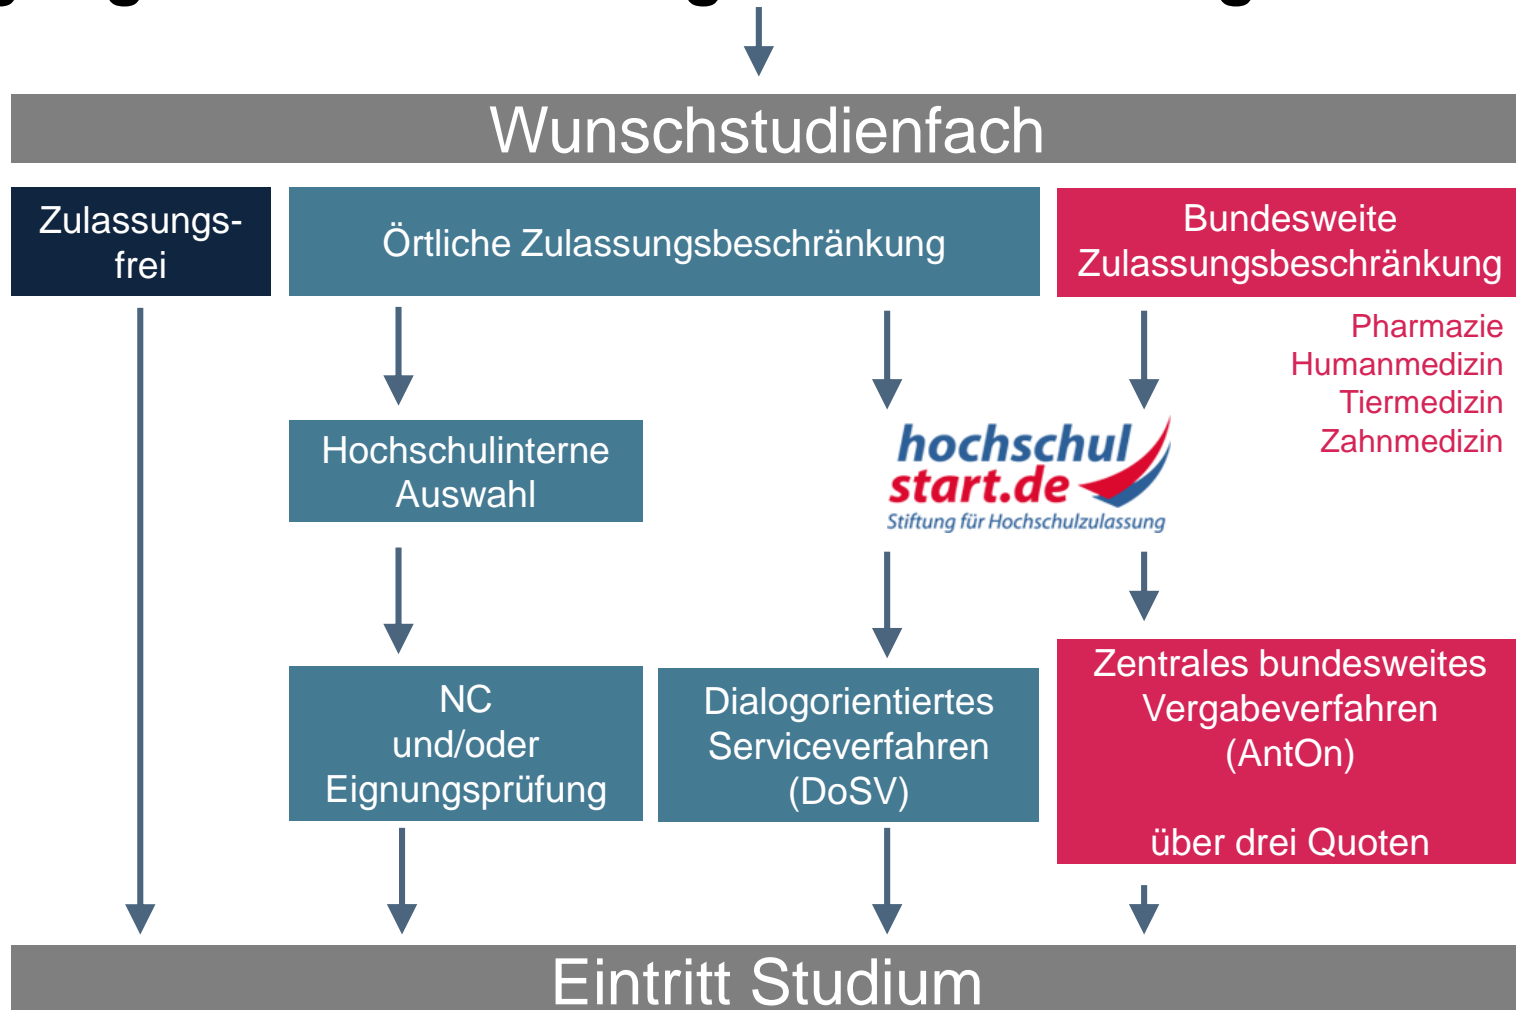 Wunschstudienfach
Zulassungs-
frei
Örtliche Zulassungsbeschränkung
Bundesweite
Zulassungsbeschränkung
Pharmazie
Humanmedizin
Tiermedizin
Zahnmedizin
Hochschulinterne
Auswahl
hochschul
start.de
Stiftung für Hochschulzulassung
NC
und/oder
Eignungsprüfung
Dialogorientiertes
Serviceverfahren
(DoSV)
Zentrales bundesweites
Vergabeverfahren
(AntOn)
über drei Quoten
Eintritt Studium